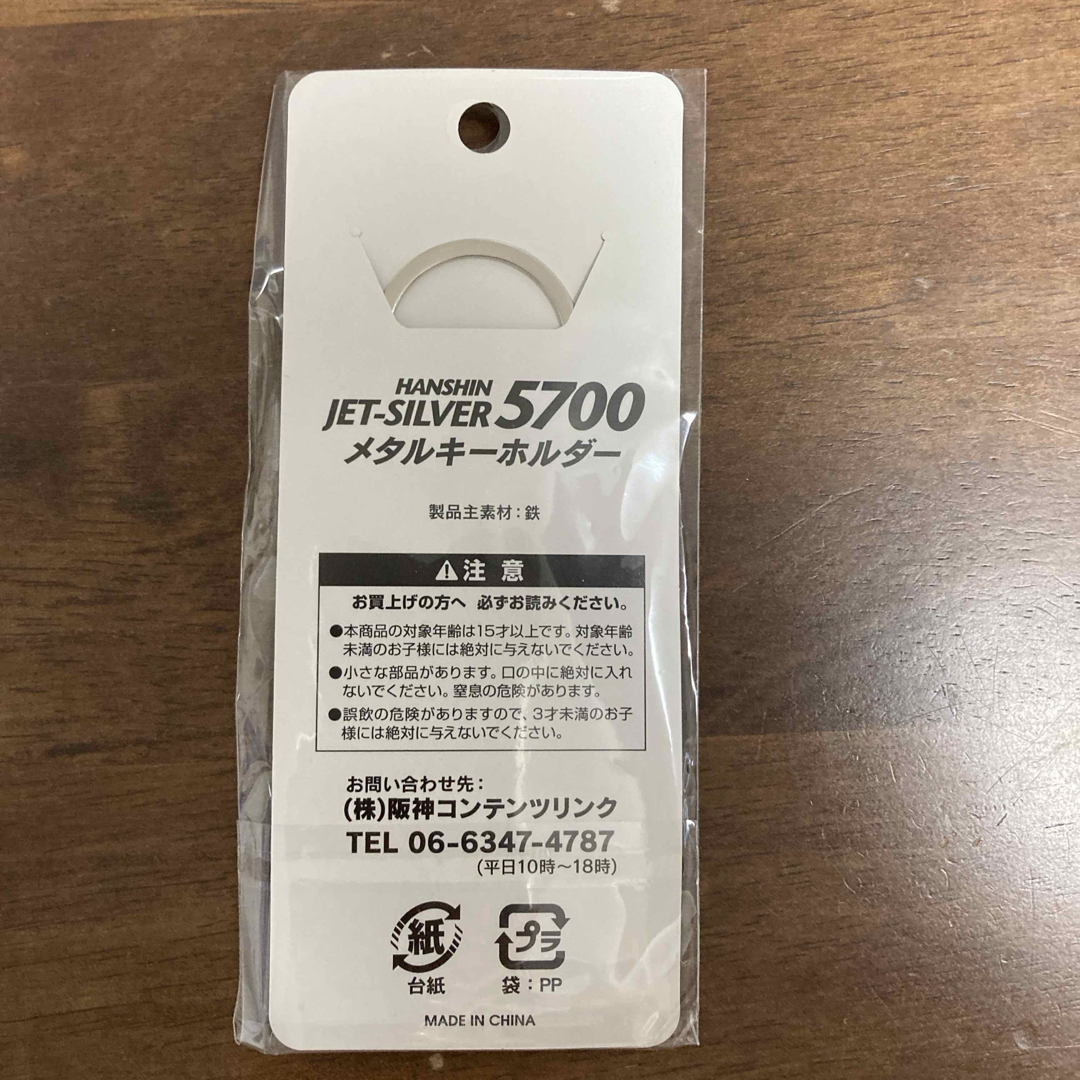 HANSHIN
JET-SILVER 5700
メタルキーホルダー
製品主素材：鉄
注意
お買上げの方へ 必ずお読みください。
●本商品の対象年齢は15才以上です。対象年齢
未満のお子様には絶対に与えないでください。
●小さな部品があります。口の中に絶対に入れ
ないでください。窒息の危険があります。
●誤飲の危険がありますので、3才未満のお子
様には絶対に与えないでください。
お問い合わせ先：
(株)阪神コンテンツリンク
TEL 06-6347-4787
(平日10時～18時)
紙 プラ
台紙 袋：PP
MADE IN CHINA